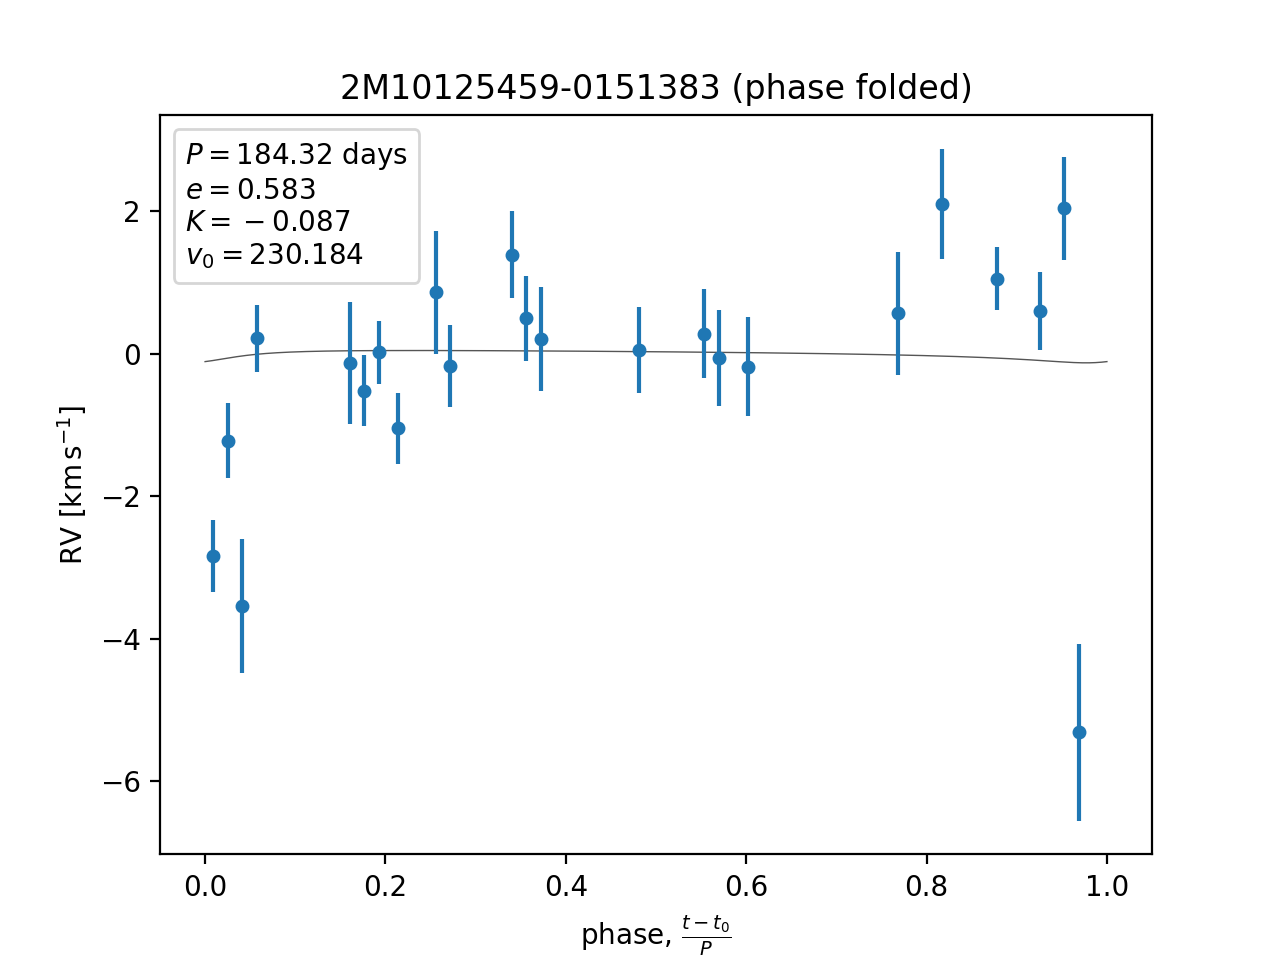 2M10125459-0151383 (phase folded)
P = 184.32 days
e = 0.583
K = −0.087
v₀ = 230.184
2
0
−2
−4
−6
RV [km s⁻¹]
0.0 0.2 0.4 0.6 0.8 1.0
phase, (t − t₀)/P